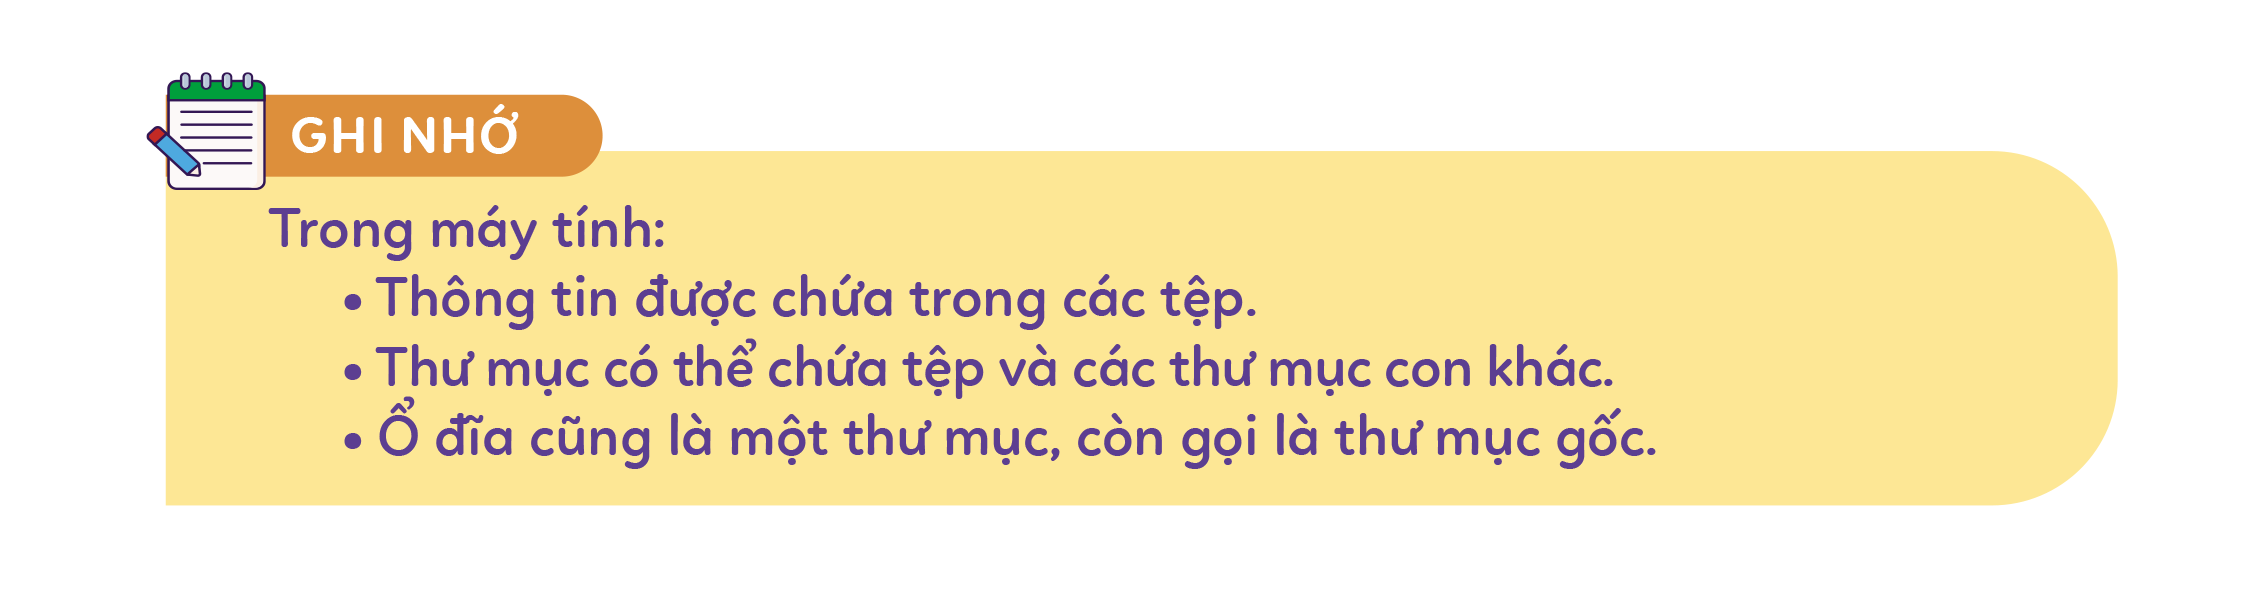 GHI NHỚ
Trong máy tính:
• Thông tin được chứa trong các tệp.
• Thư mục có thể chứa tệp và các thư mục con khác.
• Ổ đĩa cũng là một thư mục, còn gọi là thư mục gốc.